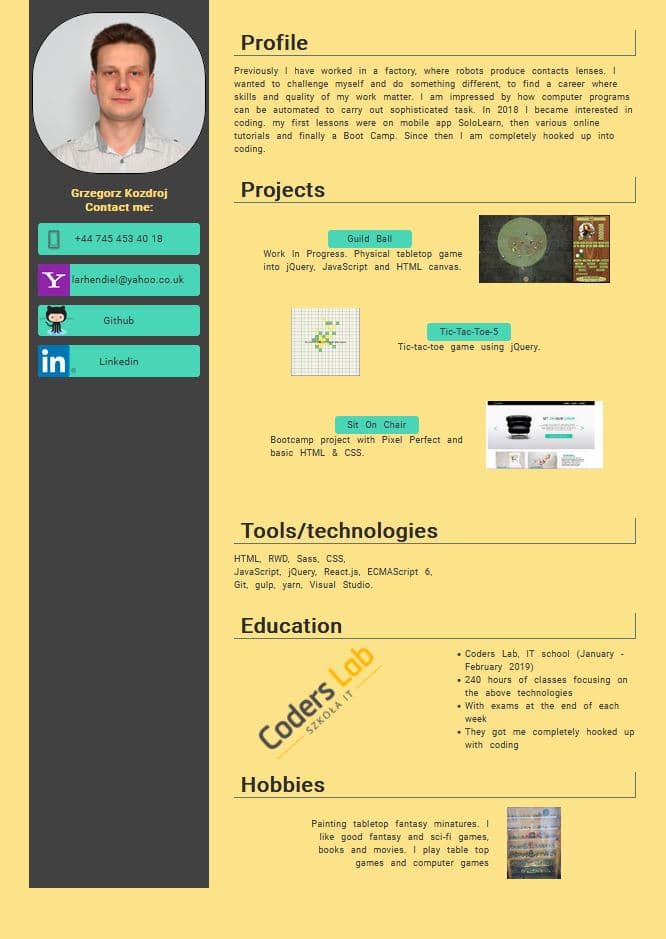 Grzegorz Kozdroj
Contact me:
+44 745 453 40 18
larhendiel@yahoo.co.uk
Github
in
Linkedin
Profile
Previously I have worked in a factory, where robots produce contacts lenses. I
wanted to challenge myself and do something different, to find a career where
skills and quality of my work matter. I am impressed by how computer programs
can be automated to carry out sophisticated task. In 2018 I became interested in
coding. my first lessons were on mobile app SoloLearn, then various online
tutorials and finally a Boot Camp. Since then I am completely hooked up into
coding.
Projects
Guild Ball
Work In Progress. Physical tabletop game
into jQuery, JavaScript and HTML canvas.
Tic-Tac-Toe-5
Tic-tac-toe game using jQuery.
Sit On Chair
Bootcamp project with Pixel Perfect and
basic HTML & CSS.
Tools/technologies
HTML, RWD, Sass, CSS,
JavaScript, jQuery, React.js, ECMAScript 6,
Git, gulp, yarn, Visual Studio.
Education
Coders Lab
SZKOŁA IT
• Coders Lab, IT school (January -
February 2019)
• 240 hours of classes focusing on
the above technologies
• With exams at the end of each
week
• They got me completely hooked up
with coding
Hobbies
Painting tabletop fantasy minatures. I
like good fantasy and sci-fi games,
books and movies. I play table top
games and computer games